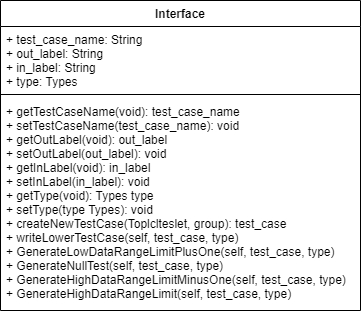 Interface
+ test_case_name: String
+ out_label: String
+ in_label: String
+ type: Types
+ getTestCaseName(void): test_case_name
+ setTestCaseName(test_case_name): void
+ getOutLabel(void): out_label
+ setOutLabel(out_label): void
+ getInLabel(void): in_label
+ setInLabel(in_label): void
+ getType(void): Types type
+ setType(type Types): void
+ createNewTestCase(TopIcIteslet, group): test_case
+ writeLowerTestCase(self, test_case, type)
+ GenerateLowDataRangeLimitPlusOne(self, test_case, type)
+ GenerateNullTest(self, test_case, type)
+ GenerateHighDataRangeLimitMinusOne(self, test_case, type)
+ GenerateHighDataRangeLimit(self, test_case, type)